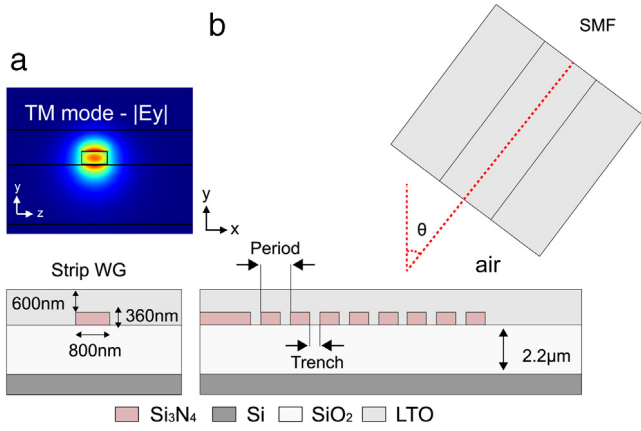 a
b
SMF
TM mode - |Ey|
y
z
y
x
θ
air
Strip WG
Period
600nm
360nm
800nm
Trench
2.2μm
Si₃N₄
Si
SiO₂
LTO